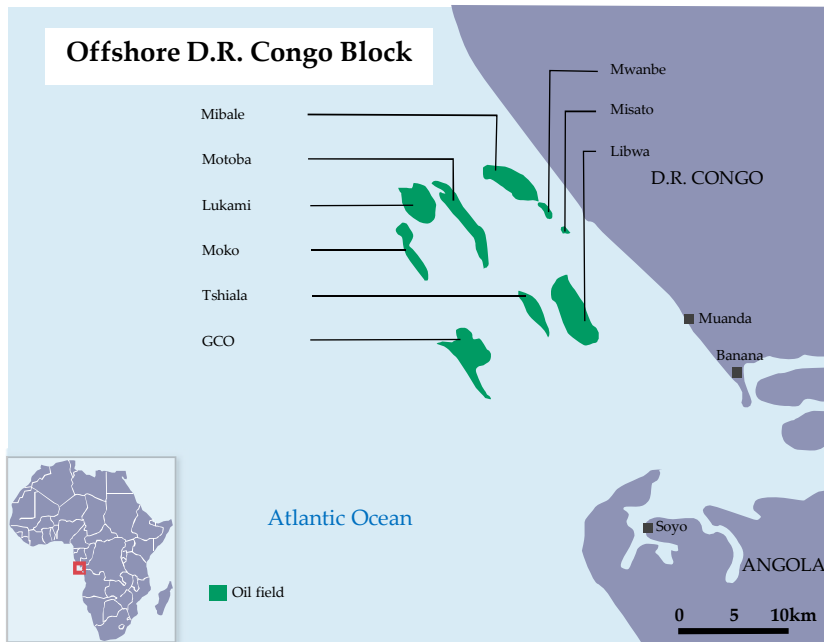 Offshore D.R. Congo Block
Mwanbe
Misato
Libwa
Mibale
Motoba
Lukami
Moko
Tshiala
GCO
D.R. CONGO
Muanda
Banana
Atlantic Ocean
Soyo
ANGOLA
Oil field
0 5 10km